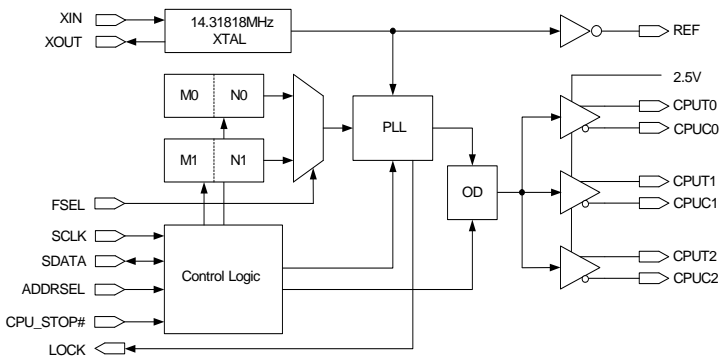 XIN
XOUT
14.31818MHz
XTAL
REF
M0
N0
M1
N1
PLL
OD
2.5V
CPUT0
CPUC0
CPUT1
CPUC1
CPUT2
CPUC2
FSEL
SCLK
SDATA
ADDRSEL
CPU_STOP#
LOCK
Control Logic